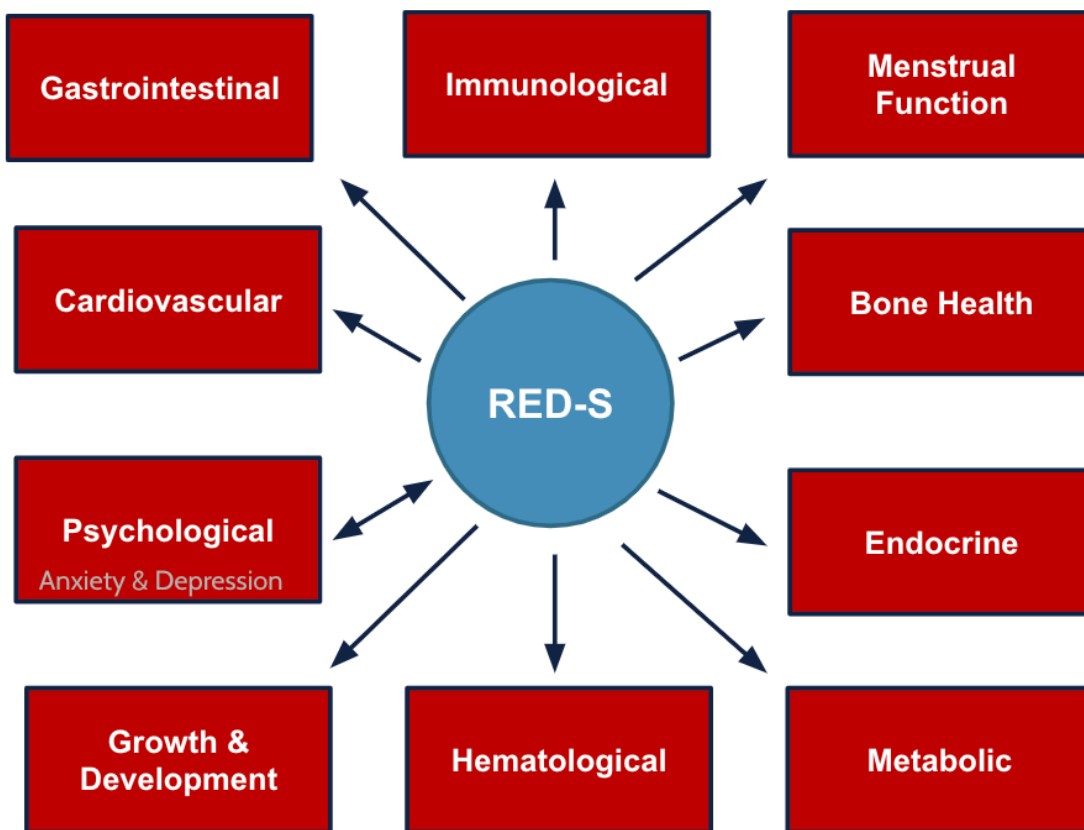 Gastrointestinal
Immunological
Menstrual
Function
Cardiovascular
Bone Health
RED-S
Psychological
Anxiety & Depression
Endocrine
Growth &
Development
Hematological
Metabolic